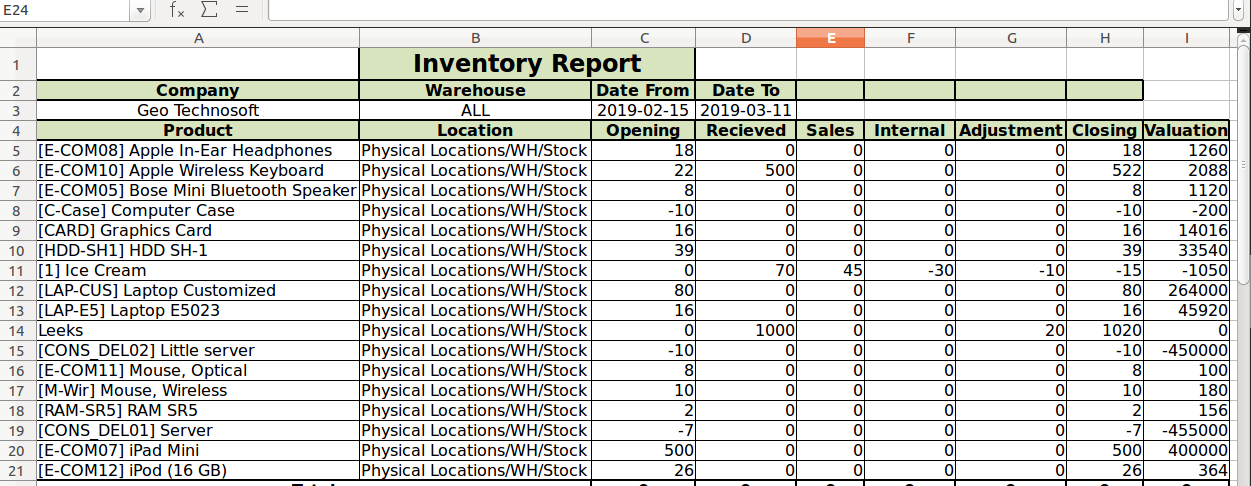 E24 fx Σ =
A B C D E F G H I
1 Inventory Report
2 Company Warehouse Date From Date To
3 Geo Technosoft ALL 2019-02-15 2019-03-11
4 Product Location Opening Recieved Sales Internal Adjustment Closing Valuation
5 [E-COM08] Apple In-Ear Headphones Physical Locations/WH/Stock 18 0 0 0 0 18 1260
6 [E-COM10] Apple Wireless Keyboard Physical Locations/WH/Stock 22 500 0 0 0 522 2088
7 [E-COM05] Bose Mini Bluetooth Speaker Physical Locations/WH/Stock 8 0 0 0 0 8 1120
8 [C-Case] Computer Case Physical Locations/WH/Stock -10 0 0 0 0 -10 -200
9 [CARD] Graphics Card Physical Locations/WH/Stock 16 0 0 0 0 16 14016
10 [HDD-SH1] HDD SH-1 Physical Locations/WH/Stock 39 0 0 0 0 39 33540
11 [1] Ice Cream Physical Locations/WH/Stock 0 70 45 -30 -10 -15 -1050
12 [LAP-CUS] Laptop Customized Physical Locations/WH/Stock 80 0 0 0 0 80 264000
13 [LAP-E5] Laptop E5023 Physical Locations/WH/Stock 16 0 0 0 0 16 45920
14 Leeks Physical Locations/WH/Stock 0 1000 0 0 20 1020 0
15 [CONS_DEL02] Little server Physical Locations/WH/Stock -10 0 0 0 0 -10 -450000
16 [E-COM11] Mouse, Optical Physical Locations/WH/Stock 8 0 0 0 0 8 100
17 [M-Wir] Mouse, Wireless Physical Locations/WH/Stock 10 0 0 0 0 10 180
18 [RAM-SR5] RAM SR5 Physical Locations/WH/Stock 2 0 0 0 0 2 156
19 [CONS_DEL01] Server Physical Locations/WH/Stock -7 0 0 0 0 -7 -455000
20 [E-COM07] iPad Mini Physical Locations/WH/Stock 500 0 0 0 0 500 400000
21 [E-COM12] iPod (16 GB) Physical Locations/WH/Stock 26 0 0 0 0 26 364